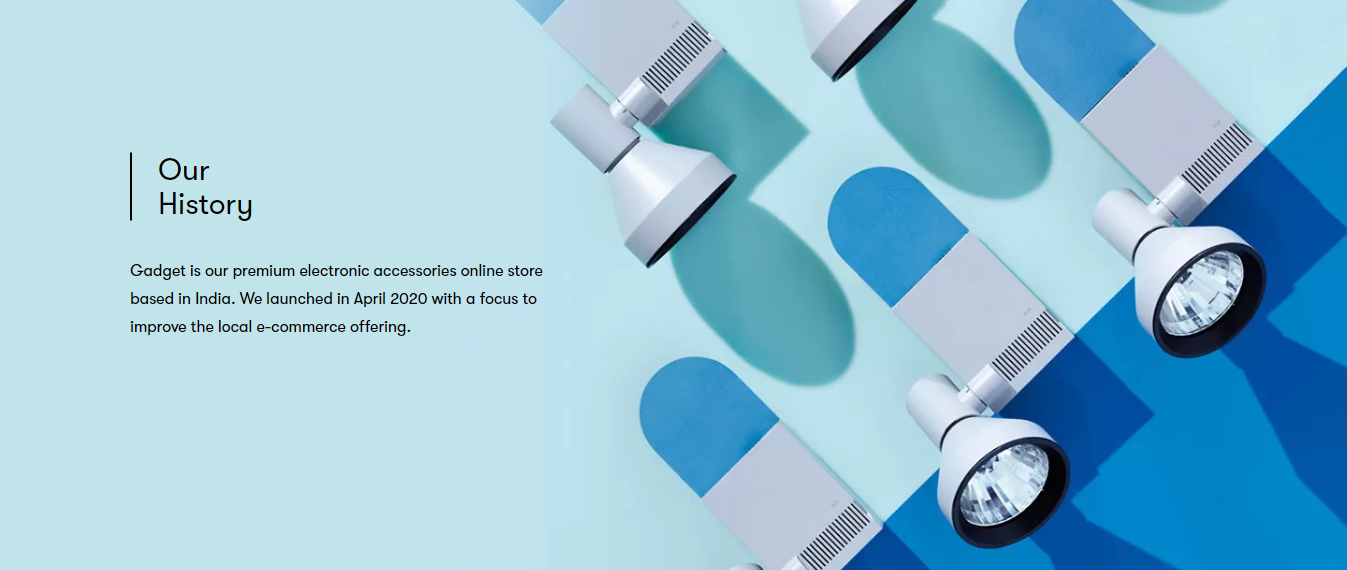 Our
History
Gadget is our premium electronic accessories online store
based in India. We launched in April 2020 with a focus to
improve the local e-commerce offering.